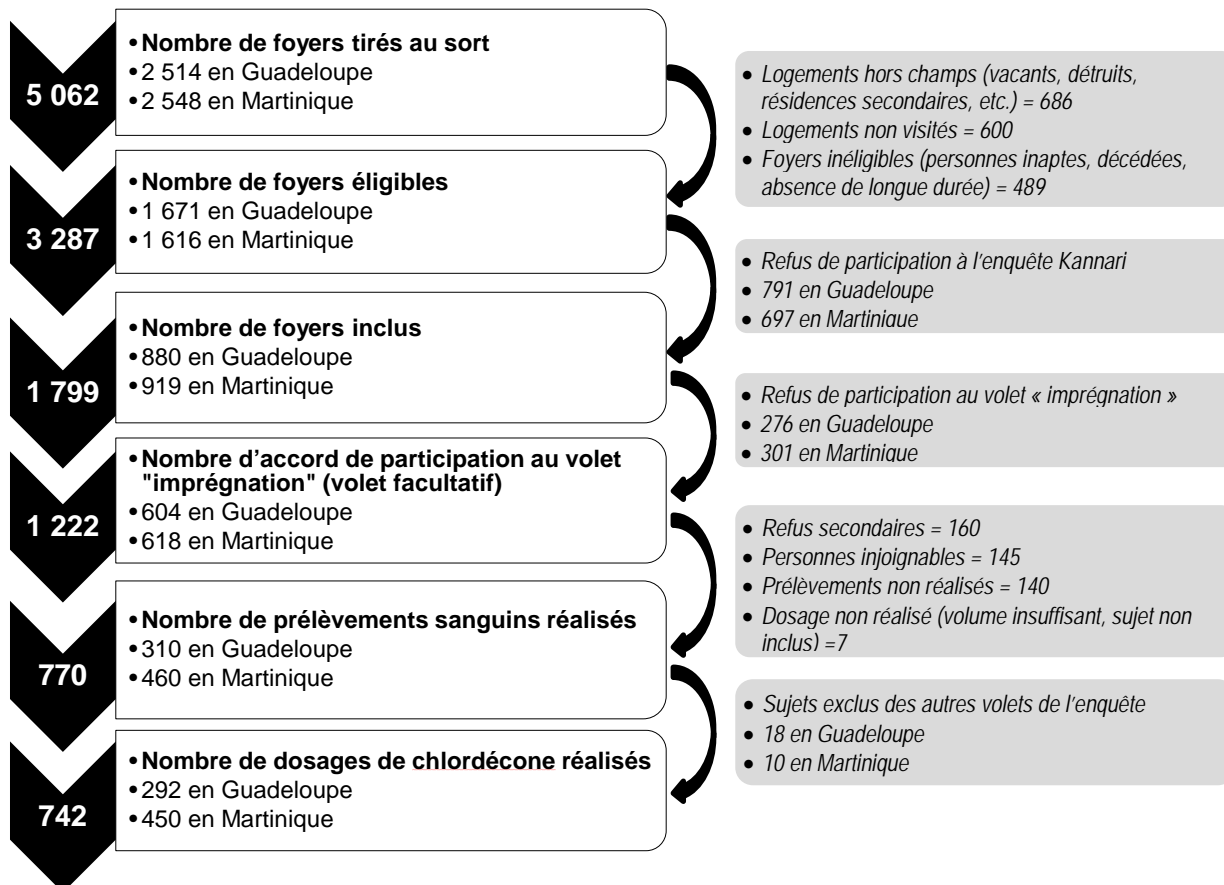 5 062
• Nombre de foyers tirés au sort
• 2 514 en Guadeloupe
• 2 548 en Martinique
• Logements hors champs (vacants, détruits,
résidences secondaires, etc.) = 686
• Logements non visités = 600
• Foyers inéligibles (personnes inaptes, décédées,
absence de longue durée) = 489
3 287
• Nombre de foyers éligibles
• 1 671 en Guadeloupe
• 1 616 en Martinique
• Refus de participation à l’enquête Kannari
• 791 en Guadeloupe
• 697 en Martinique
1 799
• Nombre de foyers inclus
• 880 en Guadeloupe
• 919 en Martinique
• Refus de participation au volet « imprégnation »
• 276 en Guadeloupe
• 301 en Martinique
1 222
• Nombre d’accord de participation au volet
"imprégnation" (volet facultatif)
• 604 en Guadeloupe
• 618 en Martinique
• Refus secondaires = 160
• Personnes injoignables = 145
• Prélèvements non réalisés = 140
• Dosage non réalisé (volume insuffisant, sujet non
inclus) =7
770
• Nombre de prélèvements sanguins réalisés
• 310 en Guadeloupe
• 460 en Martinique
• Sujets exclus des autres volets de l’enquête
• 18 en Guadeloupe
• 10 en Martinique
742
• Nombre de dosages de chlordécone réalisés
• 292 en Guadeloupe
• 450 en Martinique